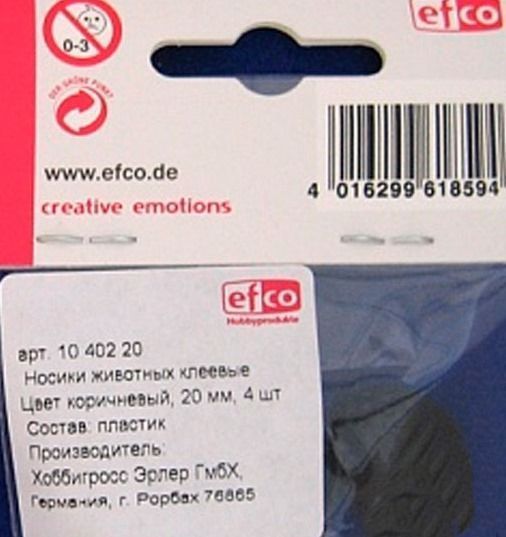 efco
0-3
DER GRÜNE PUNKT
www.efco.de
creative emotions
4 016299 618594
efco
Hobbyprodukte
арт. 10 402 20
Носики животных клеевые
Цвет коричневый, 20 мм, 4 шт
Состав: пластик
Производитель:
Хоббигросс Эрлер ГмбХ,
Германия, г. Рорбах 76865